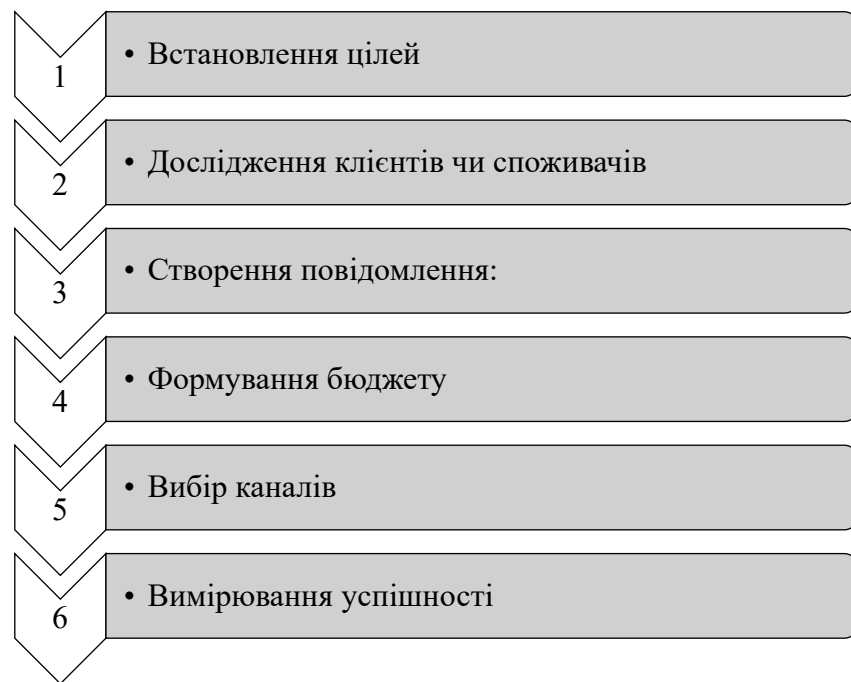 1
• Встановлення цілей
2
• Дослідження клієнтів чи споживачів
3
• Створення повідомлення:
4
• Формування бюджету
5
• Вибір каналів
6
• Вимірювання успішності